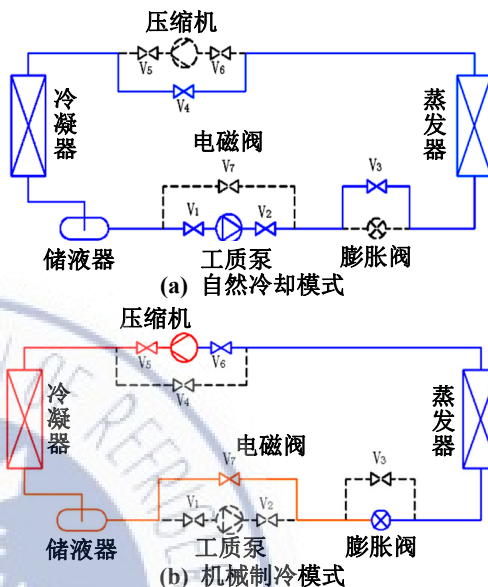 压缩机
V5
V6
V4
冷凝器
蒸发器
电磁阀
V7
V3
V1
V2
储液器
工质泵
膨胀阀
(a) 自然冷却模式
压缩机
V5
V6
V4
冷凝器
蒸发器
电磁阀
V7
V3
V1
V2
储液器
工质泵
膨胀阀
(b) 机械制冷模式
OF REFRIG